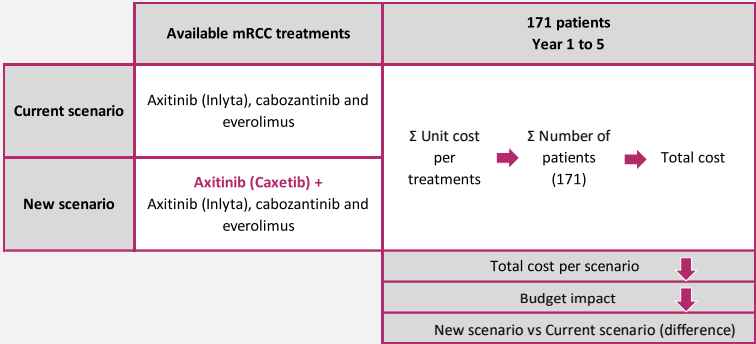 Available mRCC treatments
171 patients
Year 1 to 5
Current scenario
Axitinib (Inlyta), cabozantinib and
everolimus
Σ Unit cost
per
treatments
Σ Number of
patients
(171)
Total cost
New scenario
Axitinib (Caxetib) +
Axitinib (Inlyta), cabozantinib and
everolimus
Total cost per scenario
Budget impact
New scenario vs Current scenario (difference)